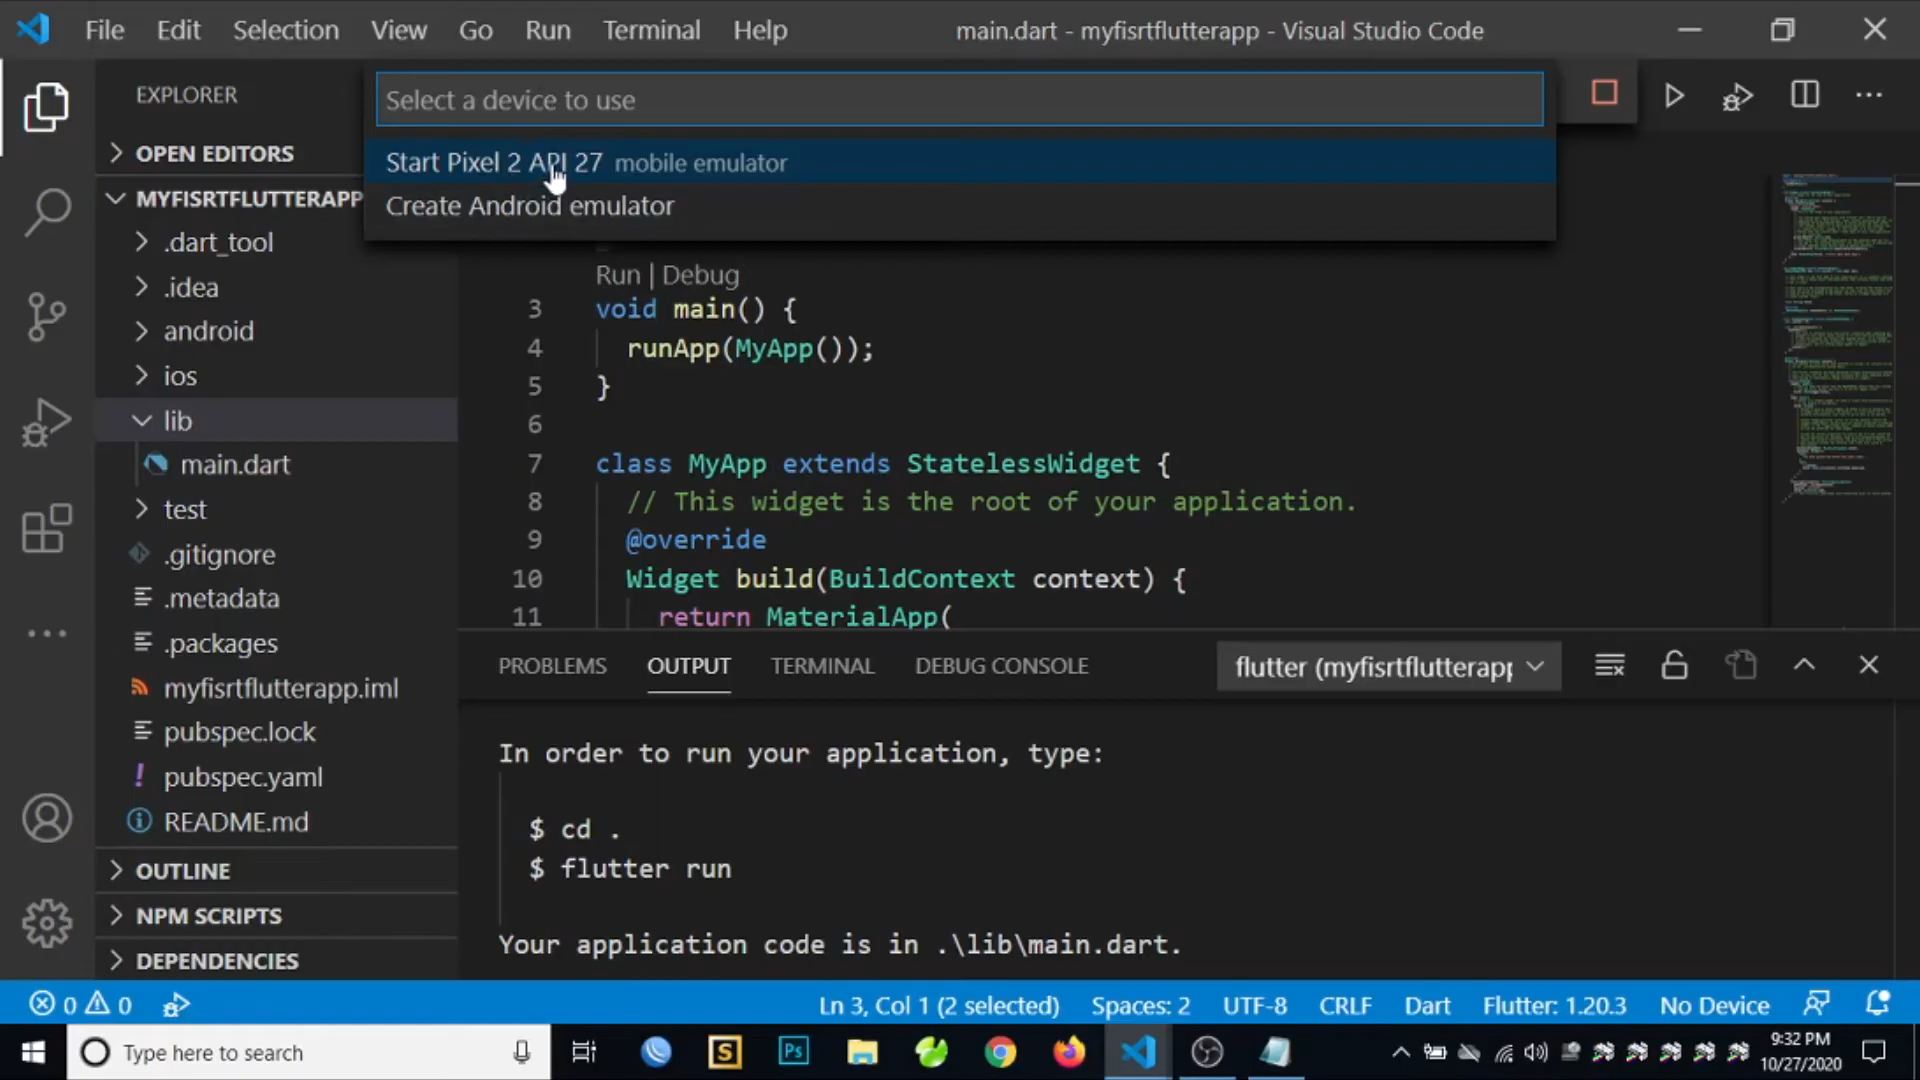 File Edit Selection View Go Run Terminal Help
main.dart - myfisrtflutterapp - Visual Studio Code
EXPLORER
OPEN EDITORS
MYFISRTFLUTTERAPP
.dart_tool
.idea
android
ios
lib
main.dart
test
.gitignore
.metadata
.packages
myfisrtflutterapp.iml
pubspec.lock
! pubspec.yaml
README.md
OUTLINE
NPM SCRIPTS
DEPENDENCIES
Select a device to use
Start Pixel 2 API 27 mobile emulator
Create Android emulator
Run | Debug
3 void main() {
4 runApp(MyApp());
5 }
6
7 class MyApp extends StatelessWidget {
8 // This widget is the root of your application.
9 @override
10 Widget build(BuildContext context) {
11 return MaterialApp(
PROBLEMS OUTPUT TERMINAL DEBUG CONSOLE
flutter (myfisrtflutterapp
In order to run your application, type:
$ cd .
$ flutter run
Your application code is in .\lib\main.dart.
0 0
Ln 3, Col 1 (2 selected) Spaces: 2 UTF-8 CRLF Dart Flutter: 1.20.3 No Device
Type here to search
S
Ps
9:32 PM
10/27/2020